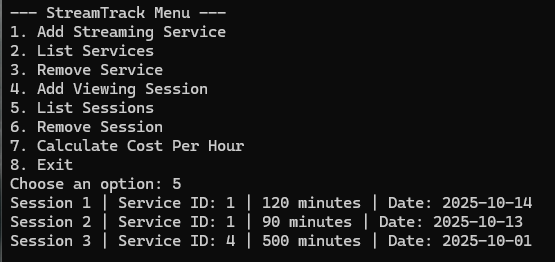 --- StreamTrack Menu ---
1. Add Streaming Service
2. List Services
3. Remove Service
4. Add Viewing Session
5. List Sessions
6. Remove Session
7. Calculate Cost Per Hour
8. Exit
Choose an option: 5
Session 1 | Service ID: 1 | 120 minutes | Date: 2025-10-14
Session 2 | Service ID: 1 | 90 minutes | Date: 2025-10-13
Session 3 | Service ID: 4 | 500 minutes | Date: 2025-10-01